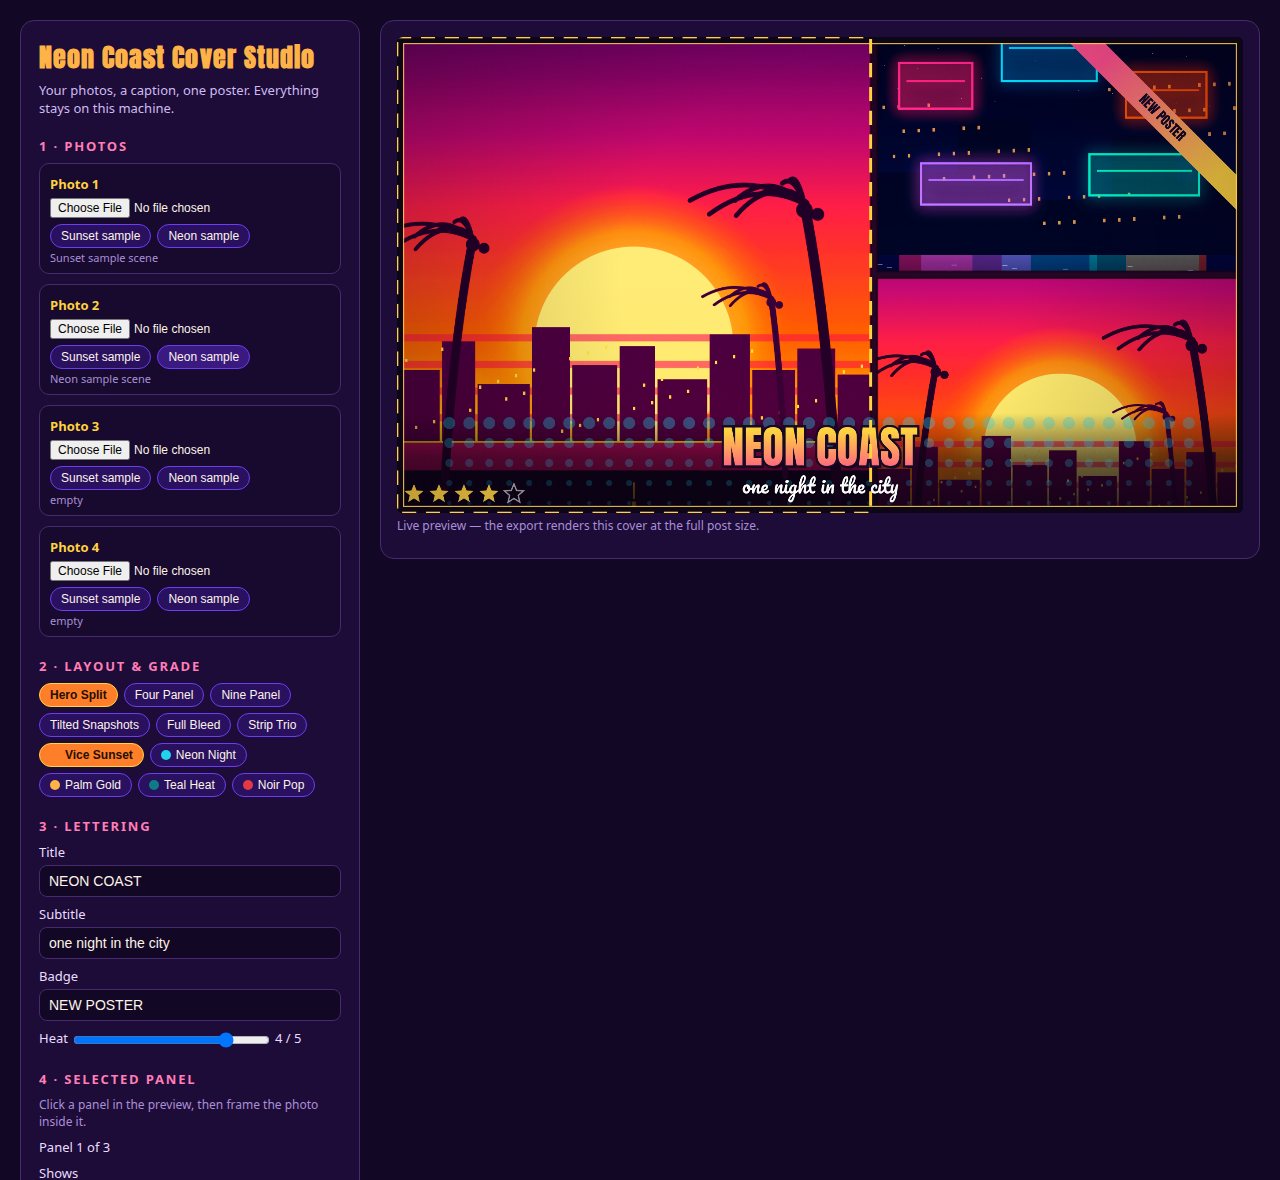 Neon Coast Cover Studio
Your photos, a caption, one poster. Everything
stays on this machine.
1 · PHOTOS
Photo 1
Choose File No file chosen
Sunset sample Neon sample
Sunset sample scene
Photo 2
Choose File No file chosen
Sunset sample Neon sample
Neon sample scene
Photo 3
Choose File No file chosen
Sunset sample Neon sample
empty
Photo 4
Choose File No file chosen
Sunset sample Neon sample
empty
2 · LAYOUT & GRADE
Hero Split Four Panel Nine Panel
Tilted Snapshots Full Bleed Strip Trio
Vice Sunset Neon Night
Palm Gold Teal Heat Noir Pop
3 · LETTERING
Title
NEON COAST
Subtitle
one night in the city
Badge
NEW POSTER
Heat 4 / 5
4 · SELECTED PANEL
Click a panel in the preview, then frame the photo
inside it.
Panel 1 of 3
Shows
NEW POSTER
NEON COAST
one night in the city
Live preview — the export renders this cover at the full post size.